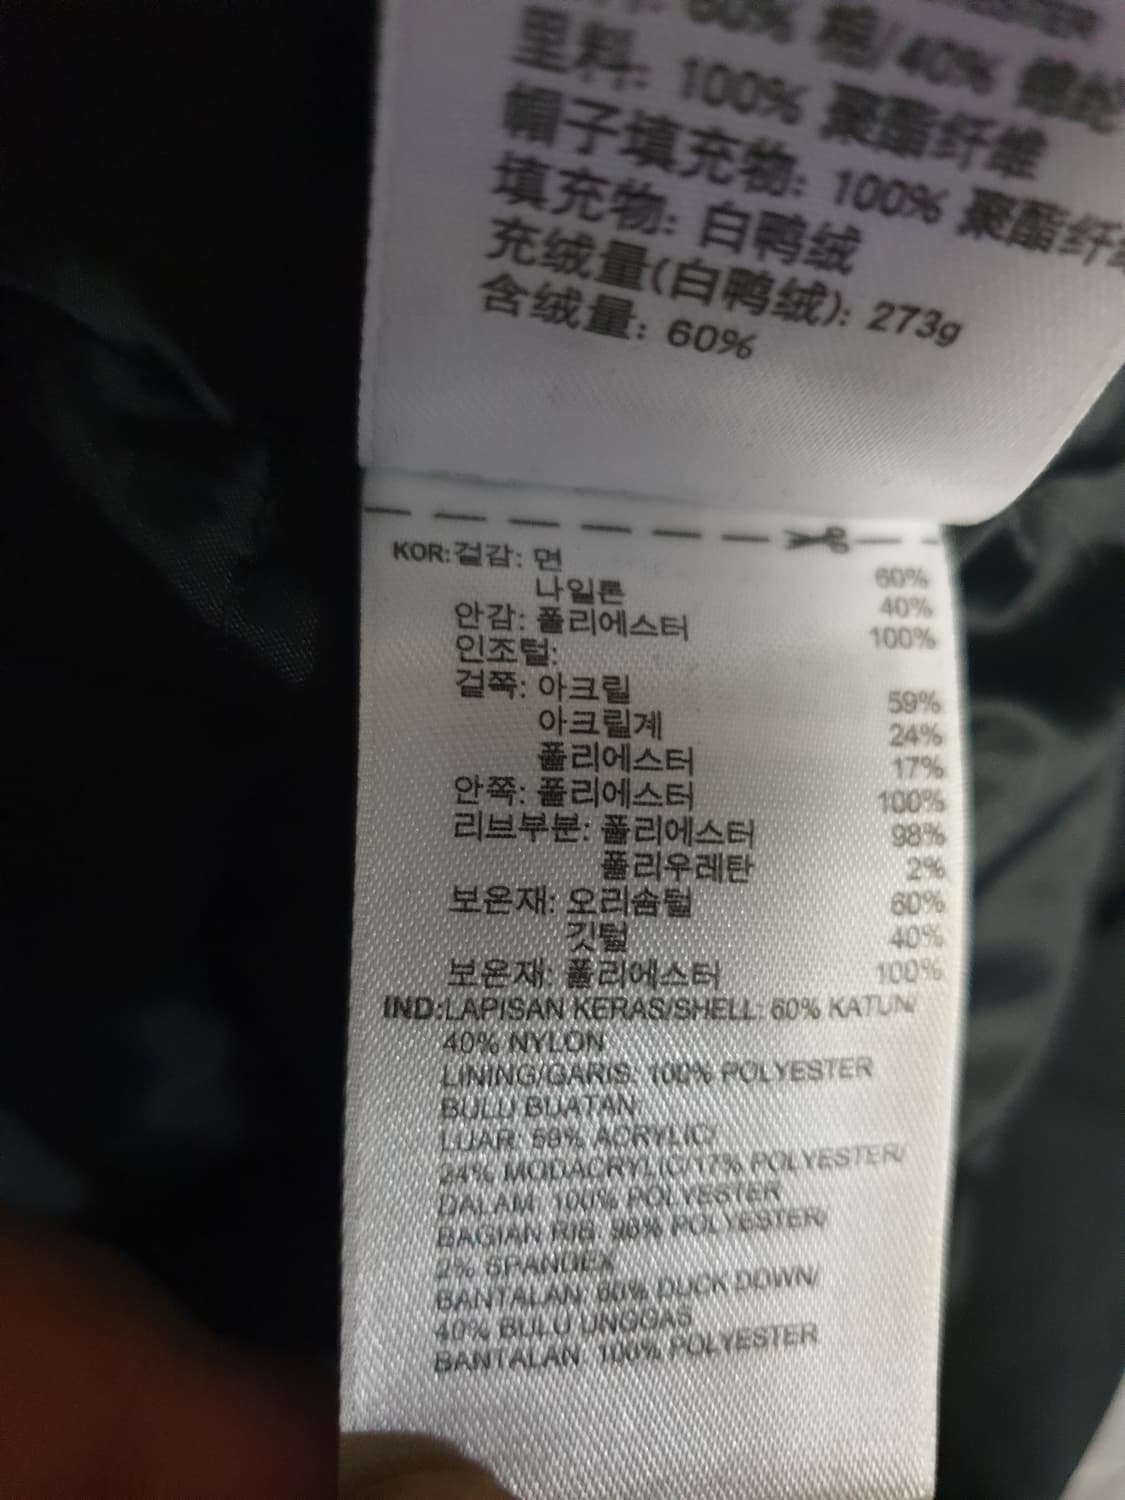 60% 棉/40% 锦纶
里料: 100% 聚酯纤维
帽子填充物: 100% 聚酯纤维
填充物: 白鸭绒
充绒量(白鸭绒): 273g
含绒量: 60%
KOR:겉감: 면 60%
나일론 40%
안감: 폴리에스터 100%
인조털:
겉쪽: 아크릴 59%
아크릴계 24%
폴리에스터 17%
안쪽: 폴리에스터 100%
리브부분: 폴리에스터 98%
폴리우레탄 2%
보온재: 오리솜털 60%
깃털 40%
보온재: 폴리에스터 100%
IND:LAPISAN KERAS/SHELL: 60% KATUN/
40% NYLON
LINING/GARIS: 100% POLYESTER
BULU BUATAN
LUAR: 59% ACRYLIC/
24% MODACRYLIC/17% POLYESTER/
DALAM: 100% POLYESTER
BAGIAN RIB: 98% POLYESTER/
2% SPANDEX
BANTALAN: 60% DUCK DOWN/
40% BULU UNGGAS
BANTALAN: 100% POLYESTER